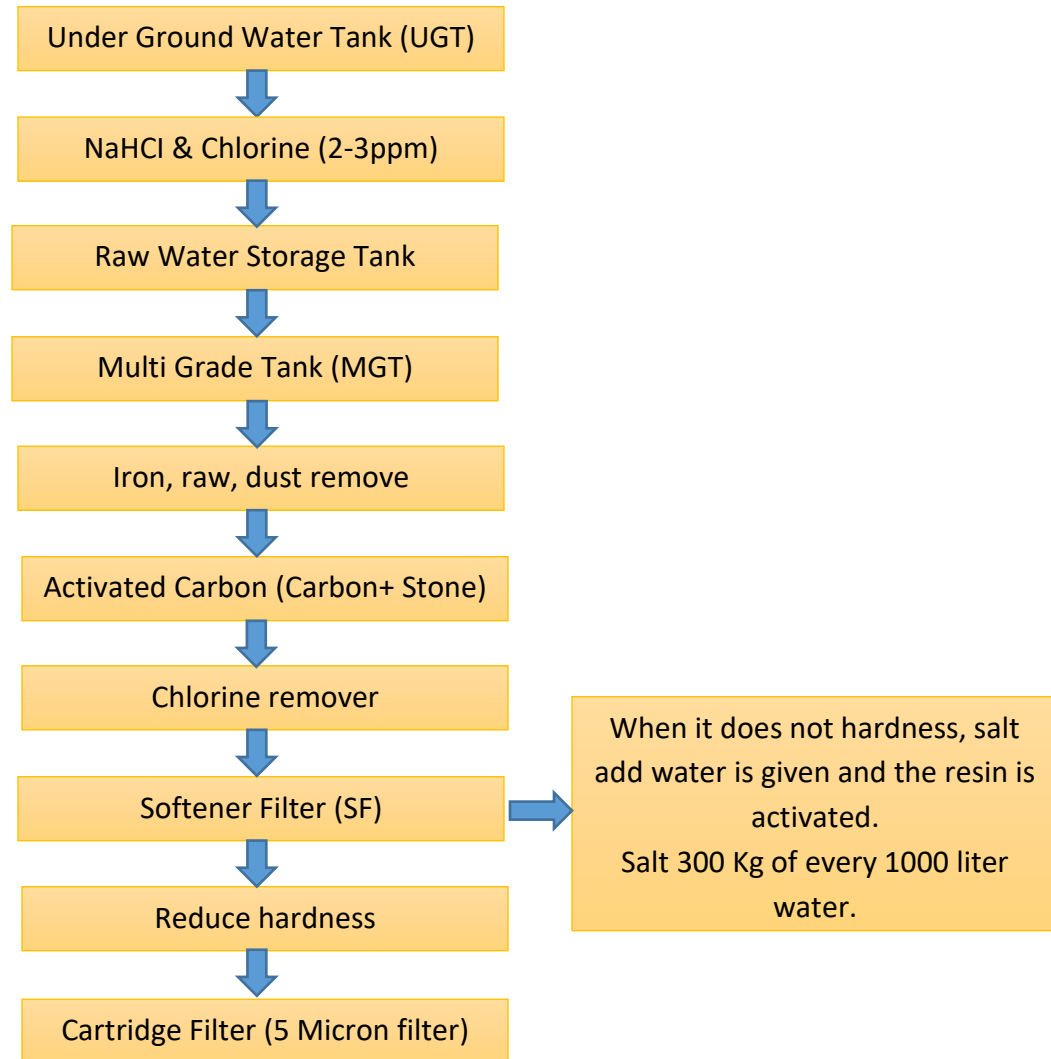 Under Ground Water Tank (UGT)
NaHCI & Chlorine (2-3ppm)
Raw Water Storage Tank
Multi Grade Tank (MGT)
Iron, raw, dust remove
Activated Carbon (Carbon+ Stone)
Chlorine remover
Softener Filter (SF)
When it does not hardness, salt
add water is given and the resin is
activated.
Salt 300 Kg of every 1000 liter
water.
Reduce hardness
Cartridge Filter (5 Micron filter)